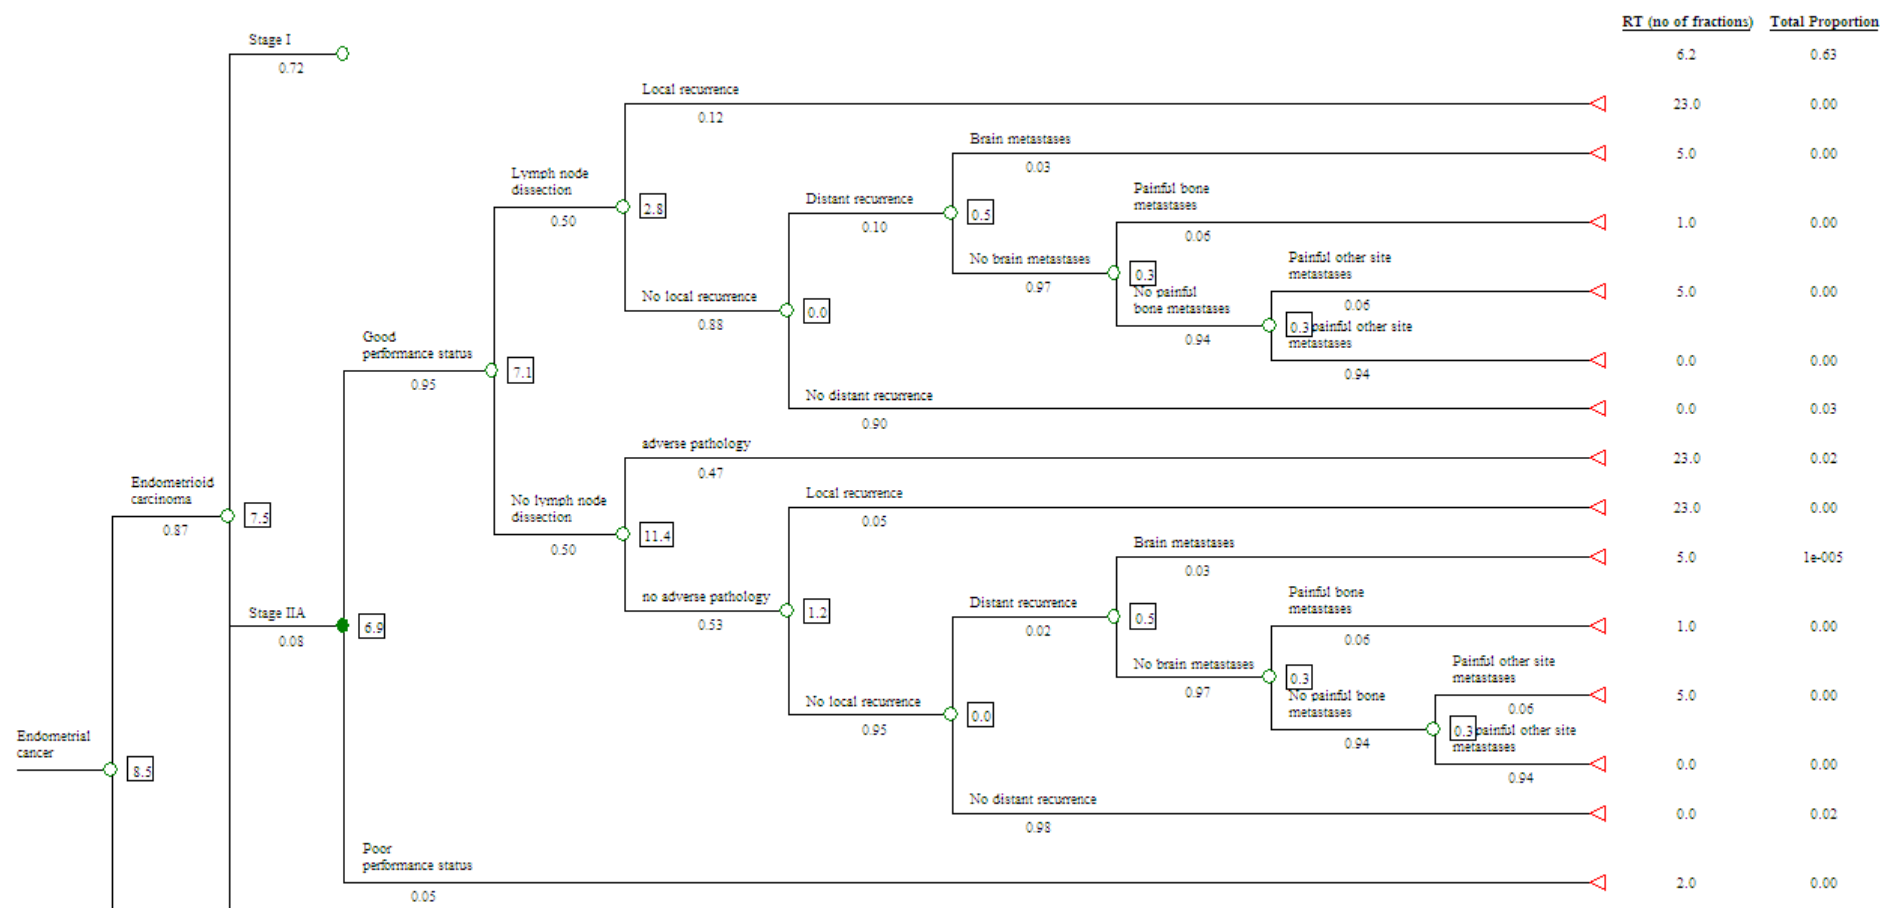 RT (no of fractions) Total Proportion
Stage I
0.72
6.2 0.63
Local recurrence
0.12
23.0 0.00
Brain metastases
0.03
5.0 0.00
Lymph node
dissection
0.50
2.8
Distant recurrence
0.10
0.5
Painful bone
metastases
0.06
1.0 0.00
No brain metastases
0.97
0.3
Painful other site
metastases
0.06
5.0 0.00
No painful
bone metastases
0.94
0.3
painful other site
metastases
0.94
0.0 0.00
No local recurrence
0.88
0.0
Good
performance status
0.95
7.1
No distant recurrence
0.90
0.0 0.03
adverse pathology
0.47
23.0 0.02
Endometrioid
carcinoma
0.87
7.5
No lymph node
dissection
0.50
11.4
Local recurrence
0.05
23.0 0.00
Brain metastases
0.03
5.0 1e-005
no adverse pathology
0.53
1.2
Distant recurrence
0.02
0.5
Painful bone
metastases
0.06
1.0 0.00
Stage IIA
0.08
6.9
No brain metastases
0.97
0.3
Painful other site
metastases
0.06
5.0 0.00
No painful bone
metastases
0.94
0.3
painful other site
metastases
0.94
0.0 0.00
No local recurrence
0.95
0.0
Endometrial
cancer
8.5
No distant recurrence
0.98
0.0 0.02
Poor
performance status
0.05
2.0 0.00